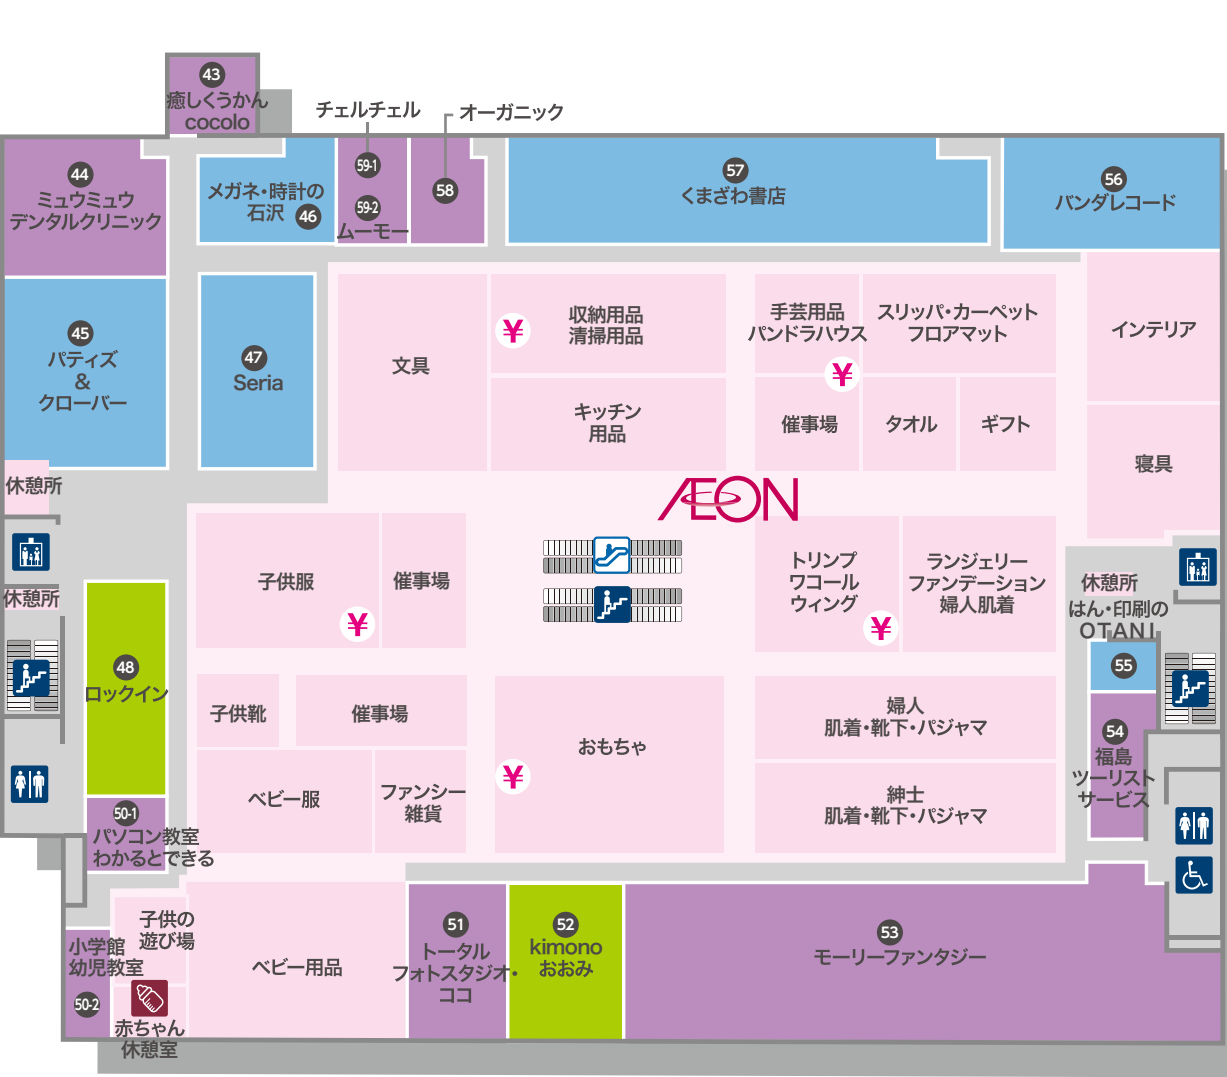 43
癒しくうかん
cocolo
チェルチェル
オーガニック
44
ミュウミュウ
デンタルクリニック
メガネ・時計の
石沢 46
59-1
59-2
ムーモー
58
57
くまざわ書店
56
バンダレコード
45
パティズ
&
クローバー
47
Seria
文具
¥
収納用品
清掃用品
キッチン
用品
手芸用品
パンドラハウス
¥
スリッパ・カーペット
フロアマット
催事場
タオル
ギフト
インテリア
寝具
休憩所
休憩所
ÆON
子供服
¥
催事場
トリンプ
ワコール
ウィング
¥
ランジェリー
ファンデーション
婦人肌着
休憩所
はん・印刷の
OTANI
55
48
ロックイン
子供靴
催事場
おもちゃ
¥
婦人
肌着・靴下・パジャマ
54
福島
ツーリスト
サービス
ベビー服
ファンシー
雑貨
紳士
肌着・靴下・パジャマ
50-1
パソコン教室
わかるとできる
子供の
遊び場
小学館
幼児教室
50-2
赤ちゃん
休憩室
ベビー用品
51
トータル
フォトスタジオ・
ココ
52
kimono
おおみ
53
モーリーファンタジー